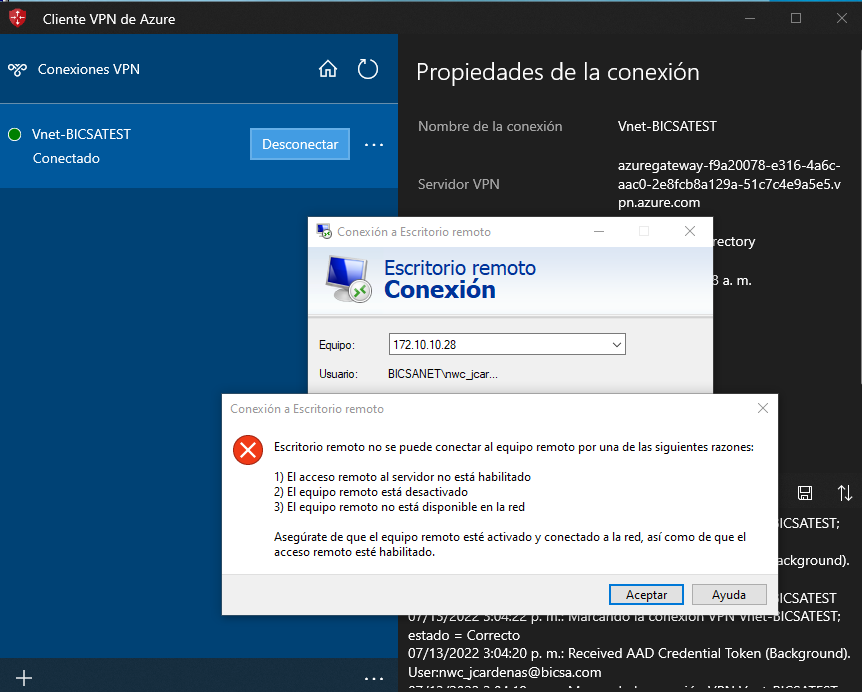 Cliente VPN de Azure
Conexiones VPN
Vnet-BICSATEST
Conectado
Desconectar
Propiedades de la conexión
Nombre de la conexión
Vnet-BICSATEST
Servidor VPN
azuregateway-f9a20078-e316-4a6c-
aac0-2e8fcb8a129a-51c7c4e9a5e5.v
pn.azure.com
rectory
3 a. m.
Conexión a Escritorio remoto
Escritorio remoto
Conexión
Equipo:
172.10.10.28
Usuario:
BICSANET\nwc_jcar...
Conexión a Escritorio remoto
Escritorio remoto no se puede conectar al equipo remoto por una de las siguientes razones:
1) El acceso remoto al servidor no está habilitado
2) El equipo remoto está desactivado
3) El equipo remoto no está disponible en la red
Asegúrate de que el equipo remoto esté activado y conectado a la red, así como de que el
acceso remoto esté habilitado.
Aceptar
Ayuda
BICSATEST;
ackground).
BICSATEST
07/13/2022 3:04:22 p. m.: Marcando la conexión VPN Vnet-BICSATEST;
estado = Correcto
07/13/2022 3:04:20 p. m.: Received AAD Credential Token (Background).
User:nwc_jcardenas@bicsa.com